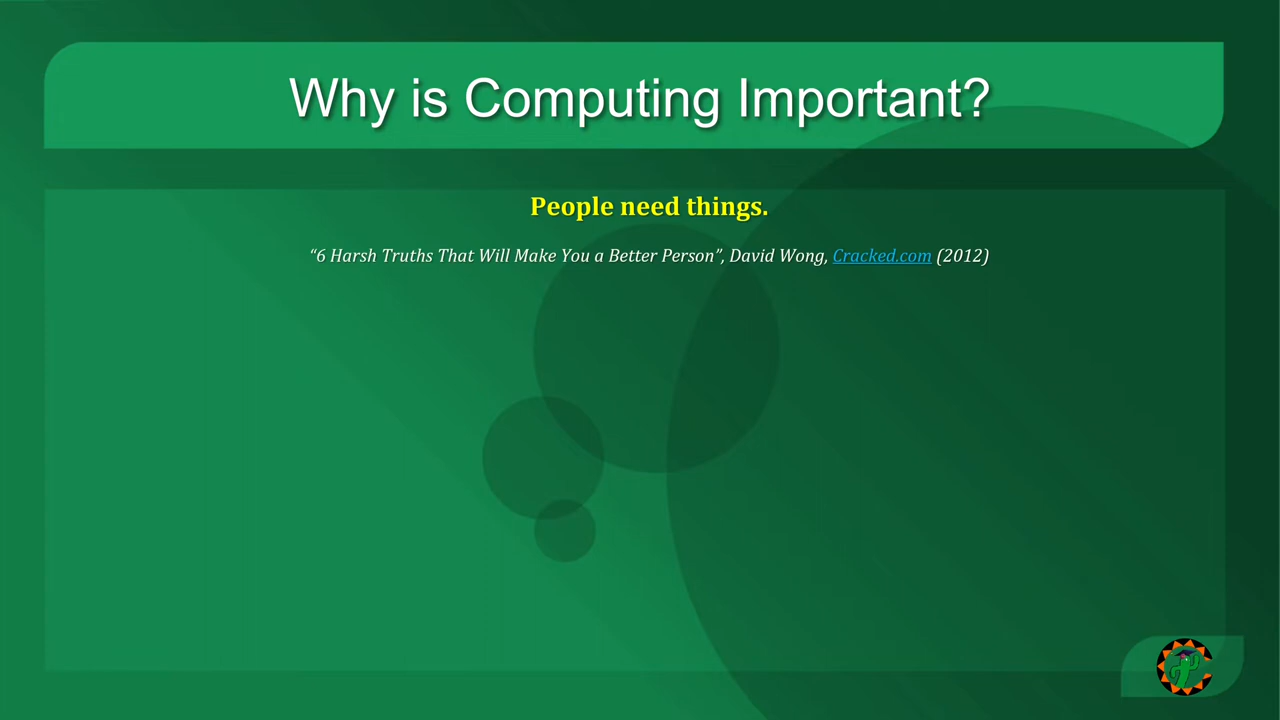 Why is Computing Important?
People need things.
“6 Harsh Truths That Will Make You a Better Person”, David Wong, Cracked.com (2012)